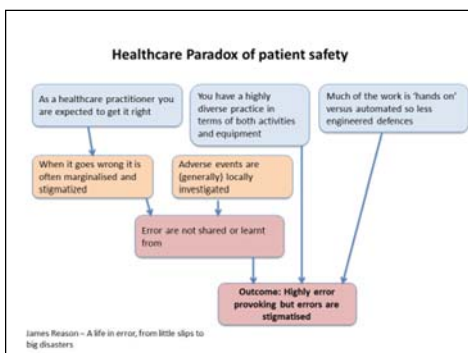 Healthcare Paradox of patient safety
As a healthcare practitioner you
are expected to get it right
You have a highly
diverse practice in
terms of both activities
and equipment
Much of the work is ‘hands on’
versus automated so less
engineered defences
When it goes wrong it is
often marginalised and
stigmatized
Adverse events are
(generally) locally
investigated
Error are not shared or learnt
from
Outcome: Highly error
provoking but errors are
stigmatised
James Reason – A life in error, from little slips to
big disasters